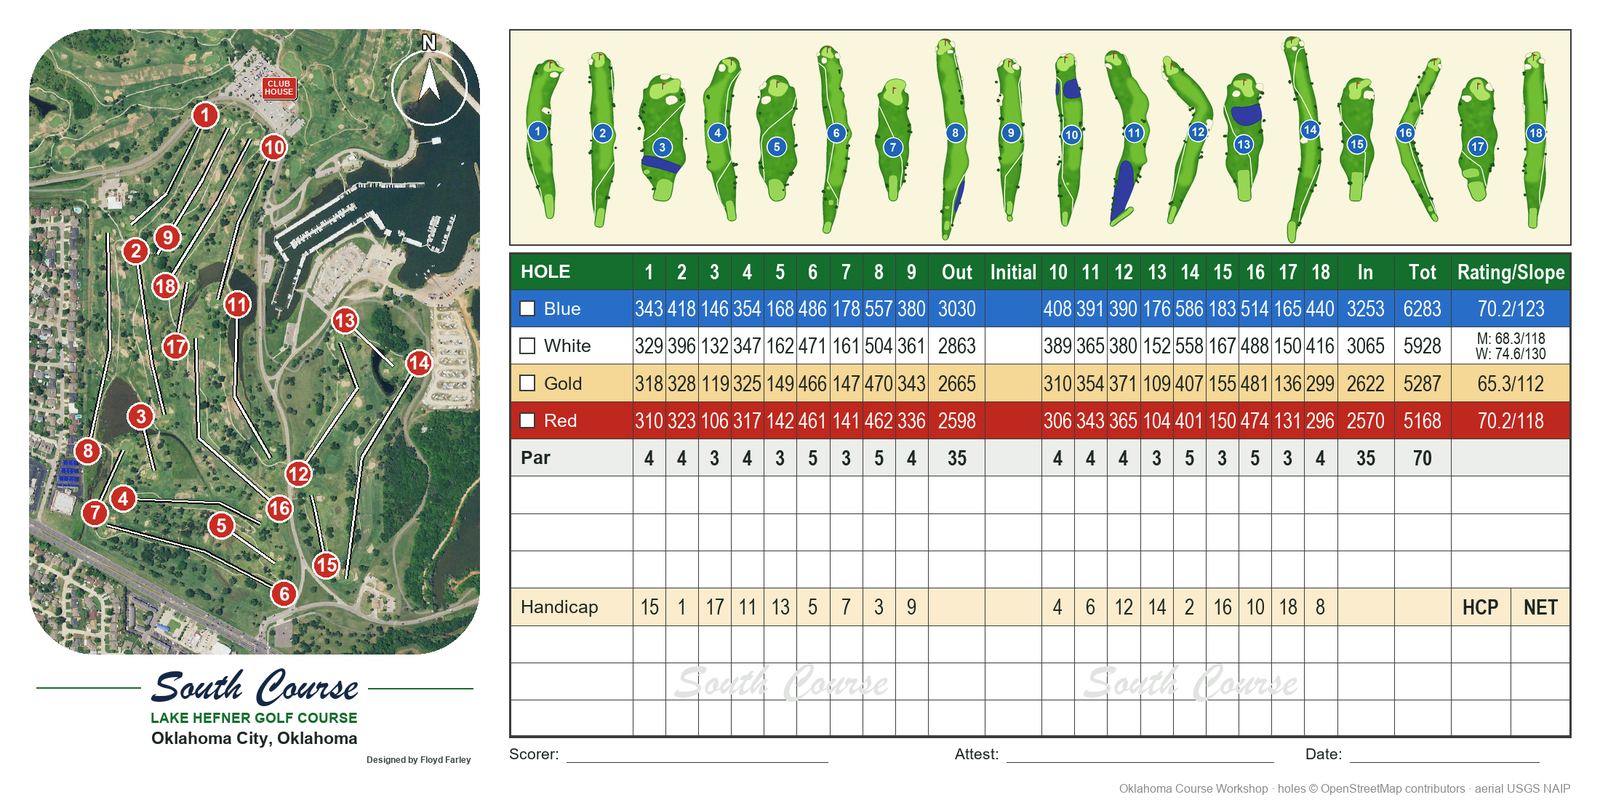 N
CLUB
HOUSE
1
10
9
2
18
11
13
17
14
3
8
12
4
16
7
5
15
6
South Course
LAKE HEFNER GOLF COURSE
Oklahoma City, Oklahoma
Designed by Floyd Farley
1 2 3 4 5 6 7 8 9 10 11 12 13 14 15 16 17 18
HOLE 1 2 3 4 5 6 7 8 9 Out Initial 10 11 12 13 14 15 16 17 18 In Tot Rating/Slope
Blue 343 418 146 354 168 486 178 557 380 3030 408 391 390 176 586 183 514 165 440 3253 6283 70.2/123
White 329 396 132 347 162 471 161 504 361 2863 389 365 380 152 558 167 488 150 416 3065 5928 M: 68.3/118
W: 74.6/130
Gold 318 328 119 325 149 466 147 470 343 2665 310 354 371 109 407 155 481 136 299 2622 5287 65.3/112
Red 310 323 106 317 142 461 141 462 336 2598 306 343 365 104 401 150 474 131 296 2570 5168 70.2/118
Par 4 4 3 4 3 5 3 5 4 35 4 4 4 3 5 3 5 3 4 35 70
Handicap 15 1 17 11 13 5 7 3 9 4 6 12 14 2 16 10 18 8 HCP NET
South Course South Course
Scorer: Attest: Date:
Oklahoma Course Workshop · holes © OpenStreetMap contributors · aerial USGS NAIP